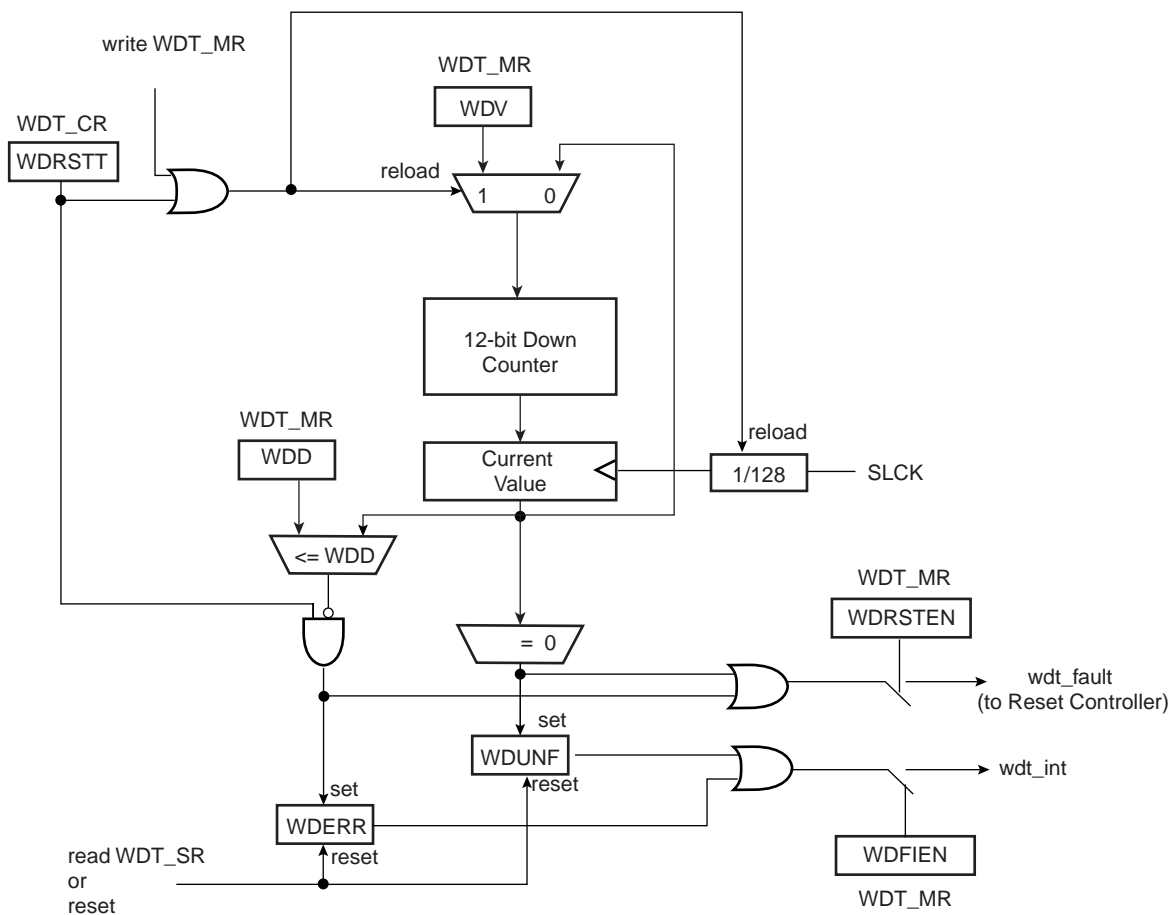 write WDT_MR
WDT_MR
WDV
WDT_CR
WDRSTT
reload
1 0
12-bit Down
Counter
WDT_MR
WDD
reload
Current
Value
1/128
SLCK
<= WDD
WDT_MR
WDRSTEN
= 0
wdt_fault
(to Reset Controller)
set
WDUNF
reset
wdt_int
set
WDERR
reset
read WDT_SR
or
reset
WDFIEN
WDT_MR